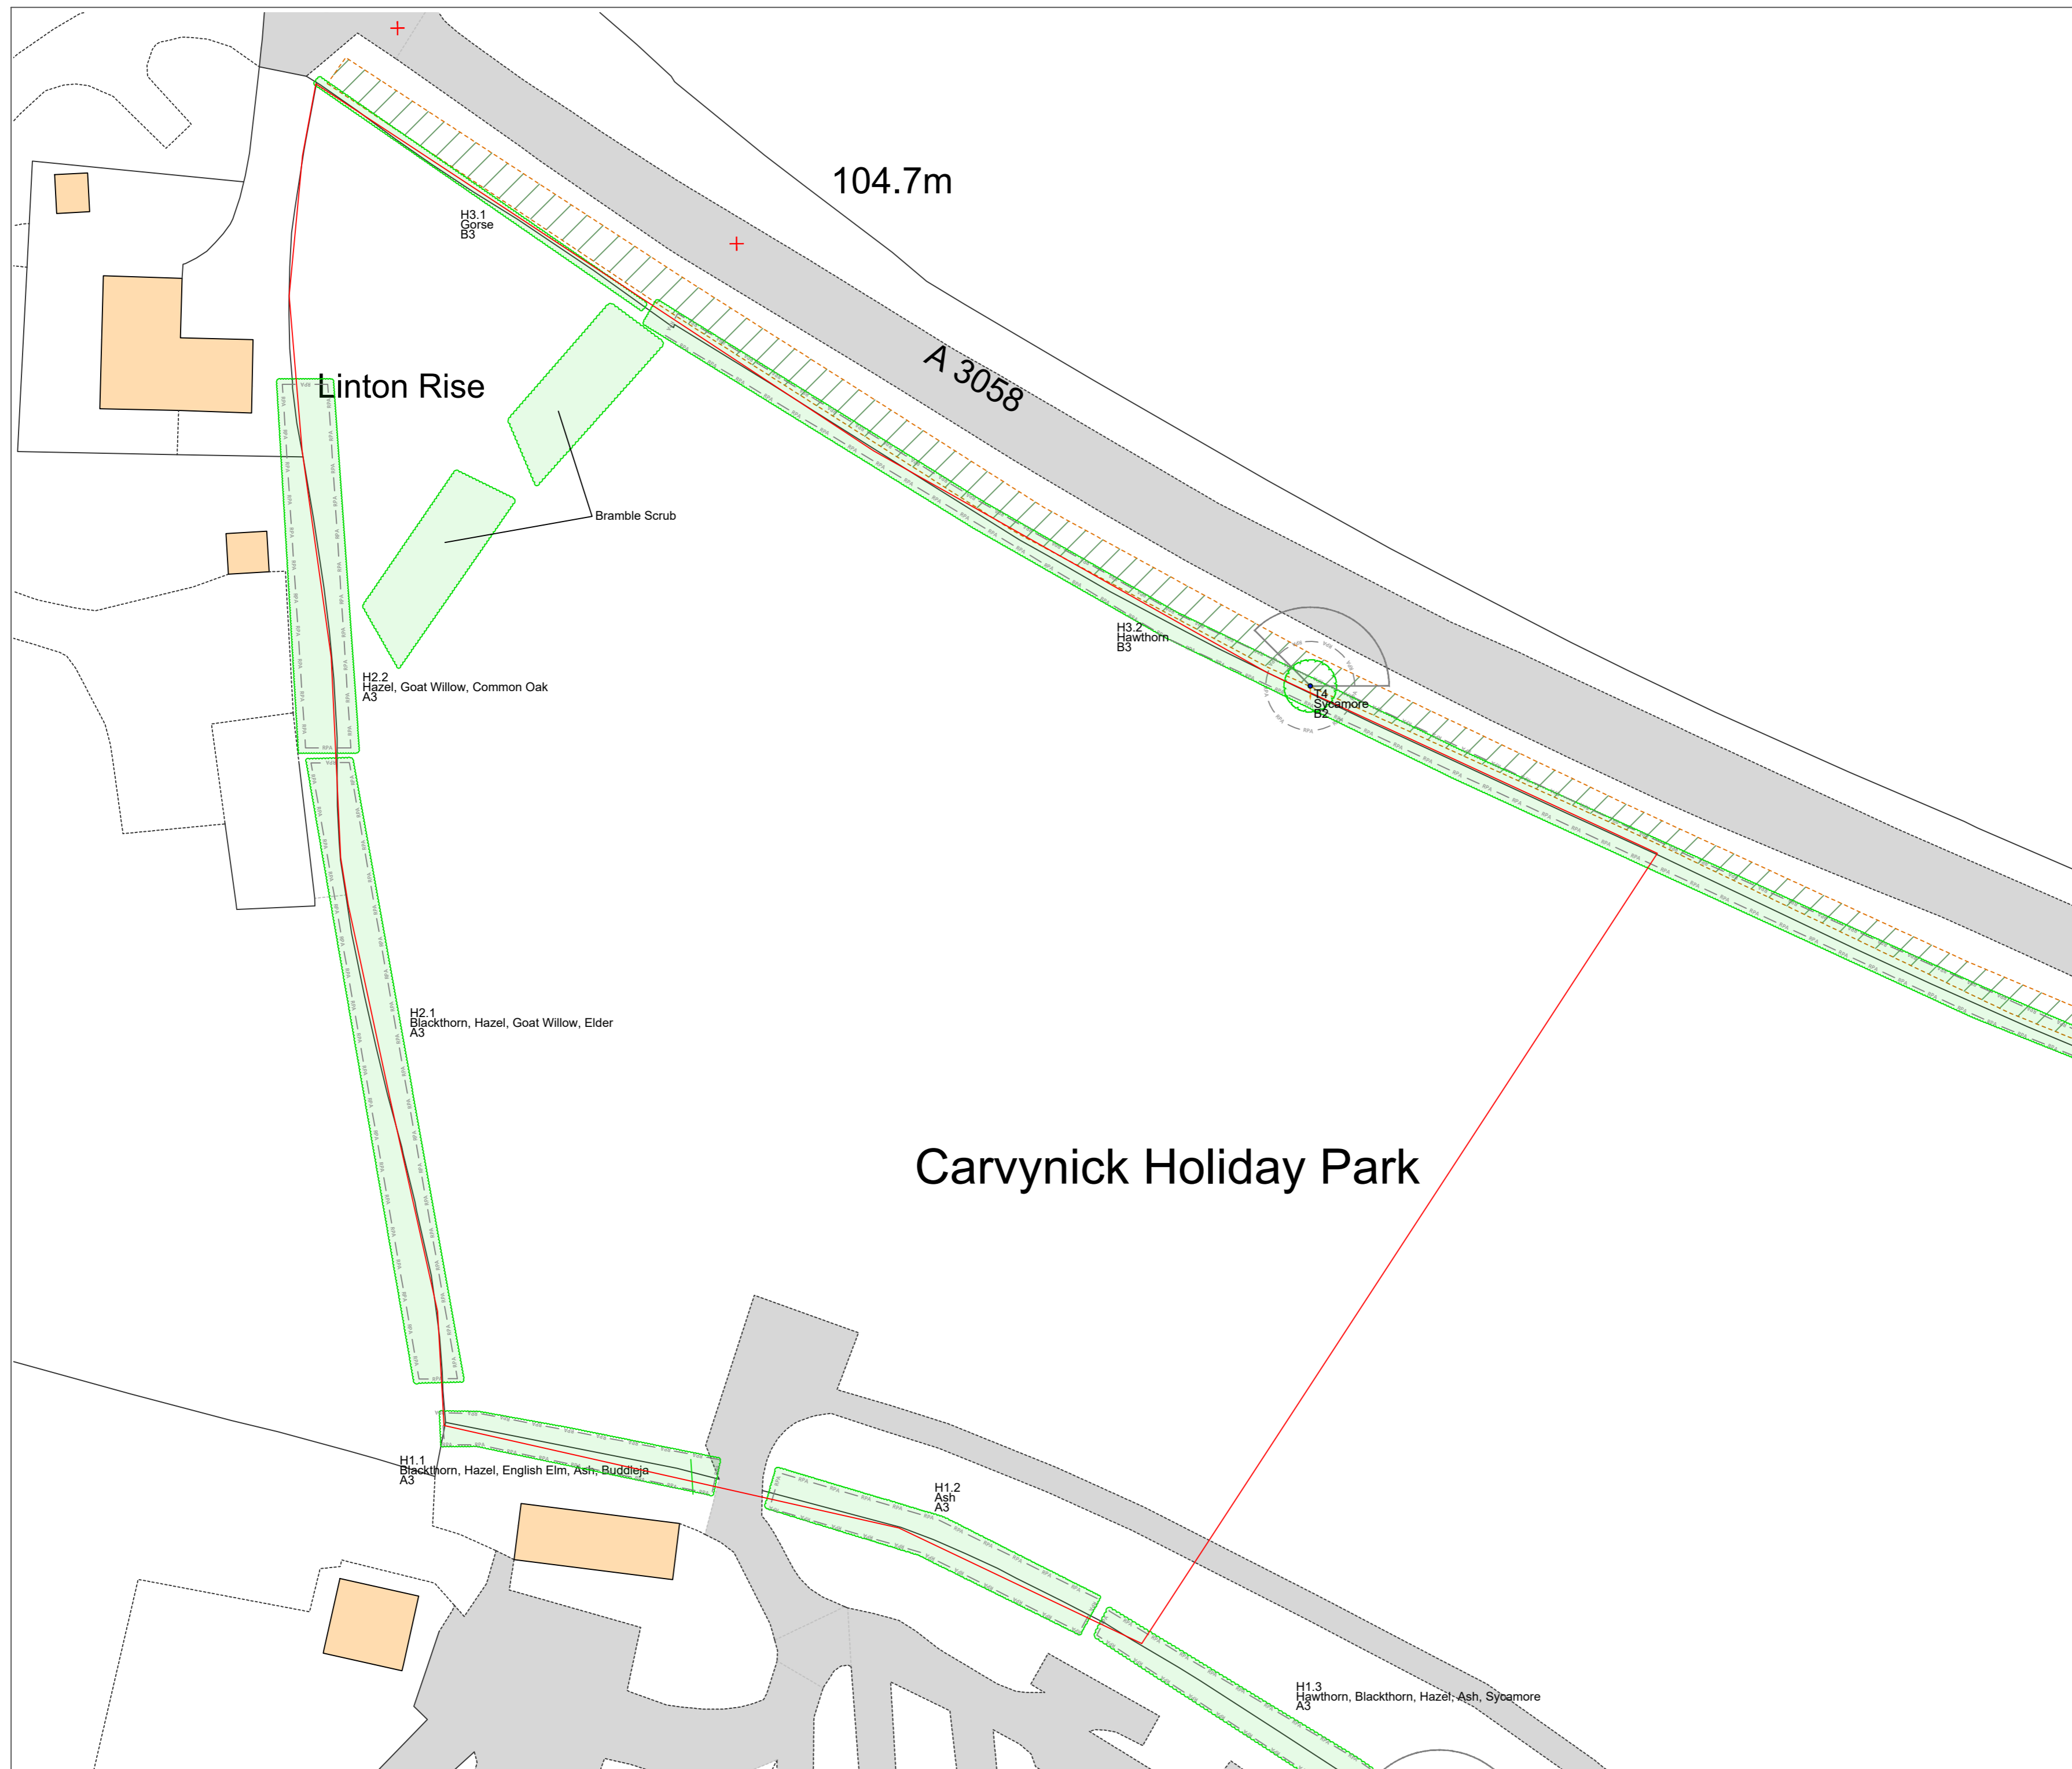 104.7m
H3.1
Gorse
B3
A 3058
Linton Rise
Bramble Scrub
H3.2
Hawthorn
B3
H2.2
Hazel, Goat Willow, Common Oak
A3
T4
Sycamore
B2
H2.1
Blackthorn, Hazel, Goat Willow, Elder
A3
Carvynick Holiday Park
H1.1
Blackthorn, Hazel, English Elm, Ash, Buddleja
A3
H1.2
Ash
A3
H1.3
Hawthorn, Blackthorn, Hazel, Ash, Sycamore
A3
RPA